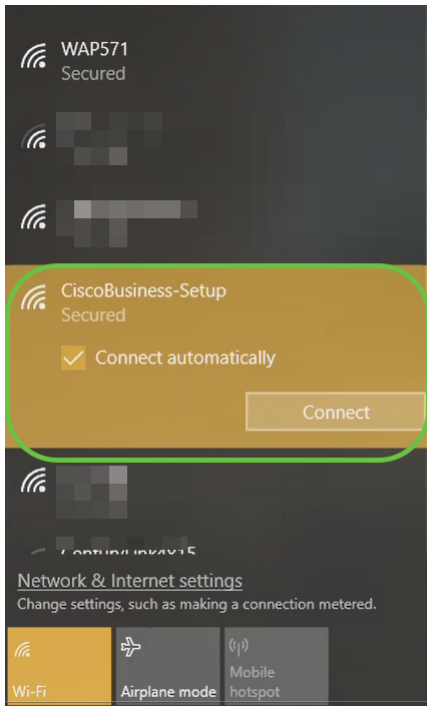 WAP571
Secured
CiscoBusiness-Setup
Secured
Connect automatically
Connect
Network & Internet settings
Change settings, such as making a connection metered.
Wi-Fi
Airplane mode
Mobile
hotspot